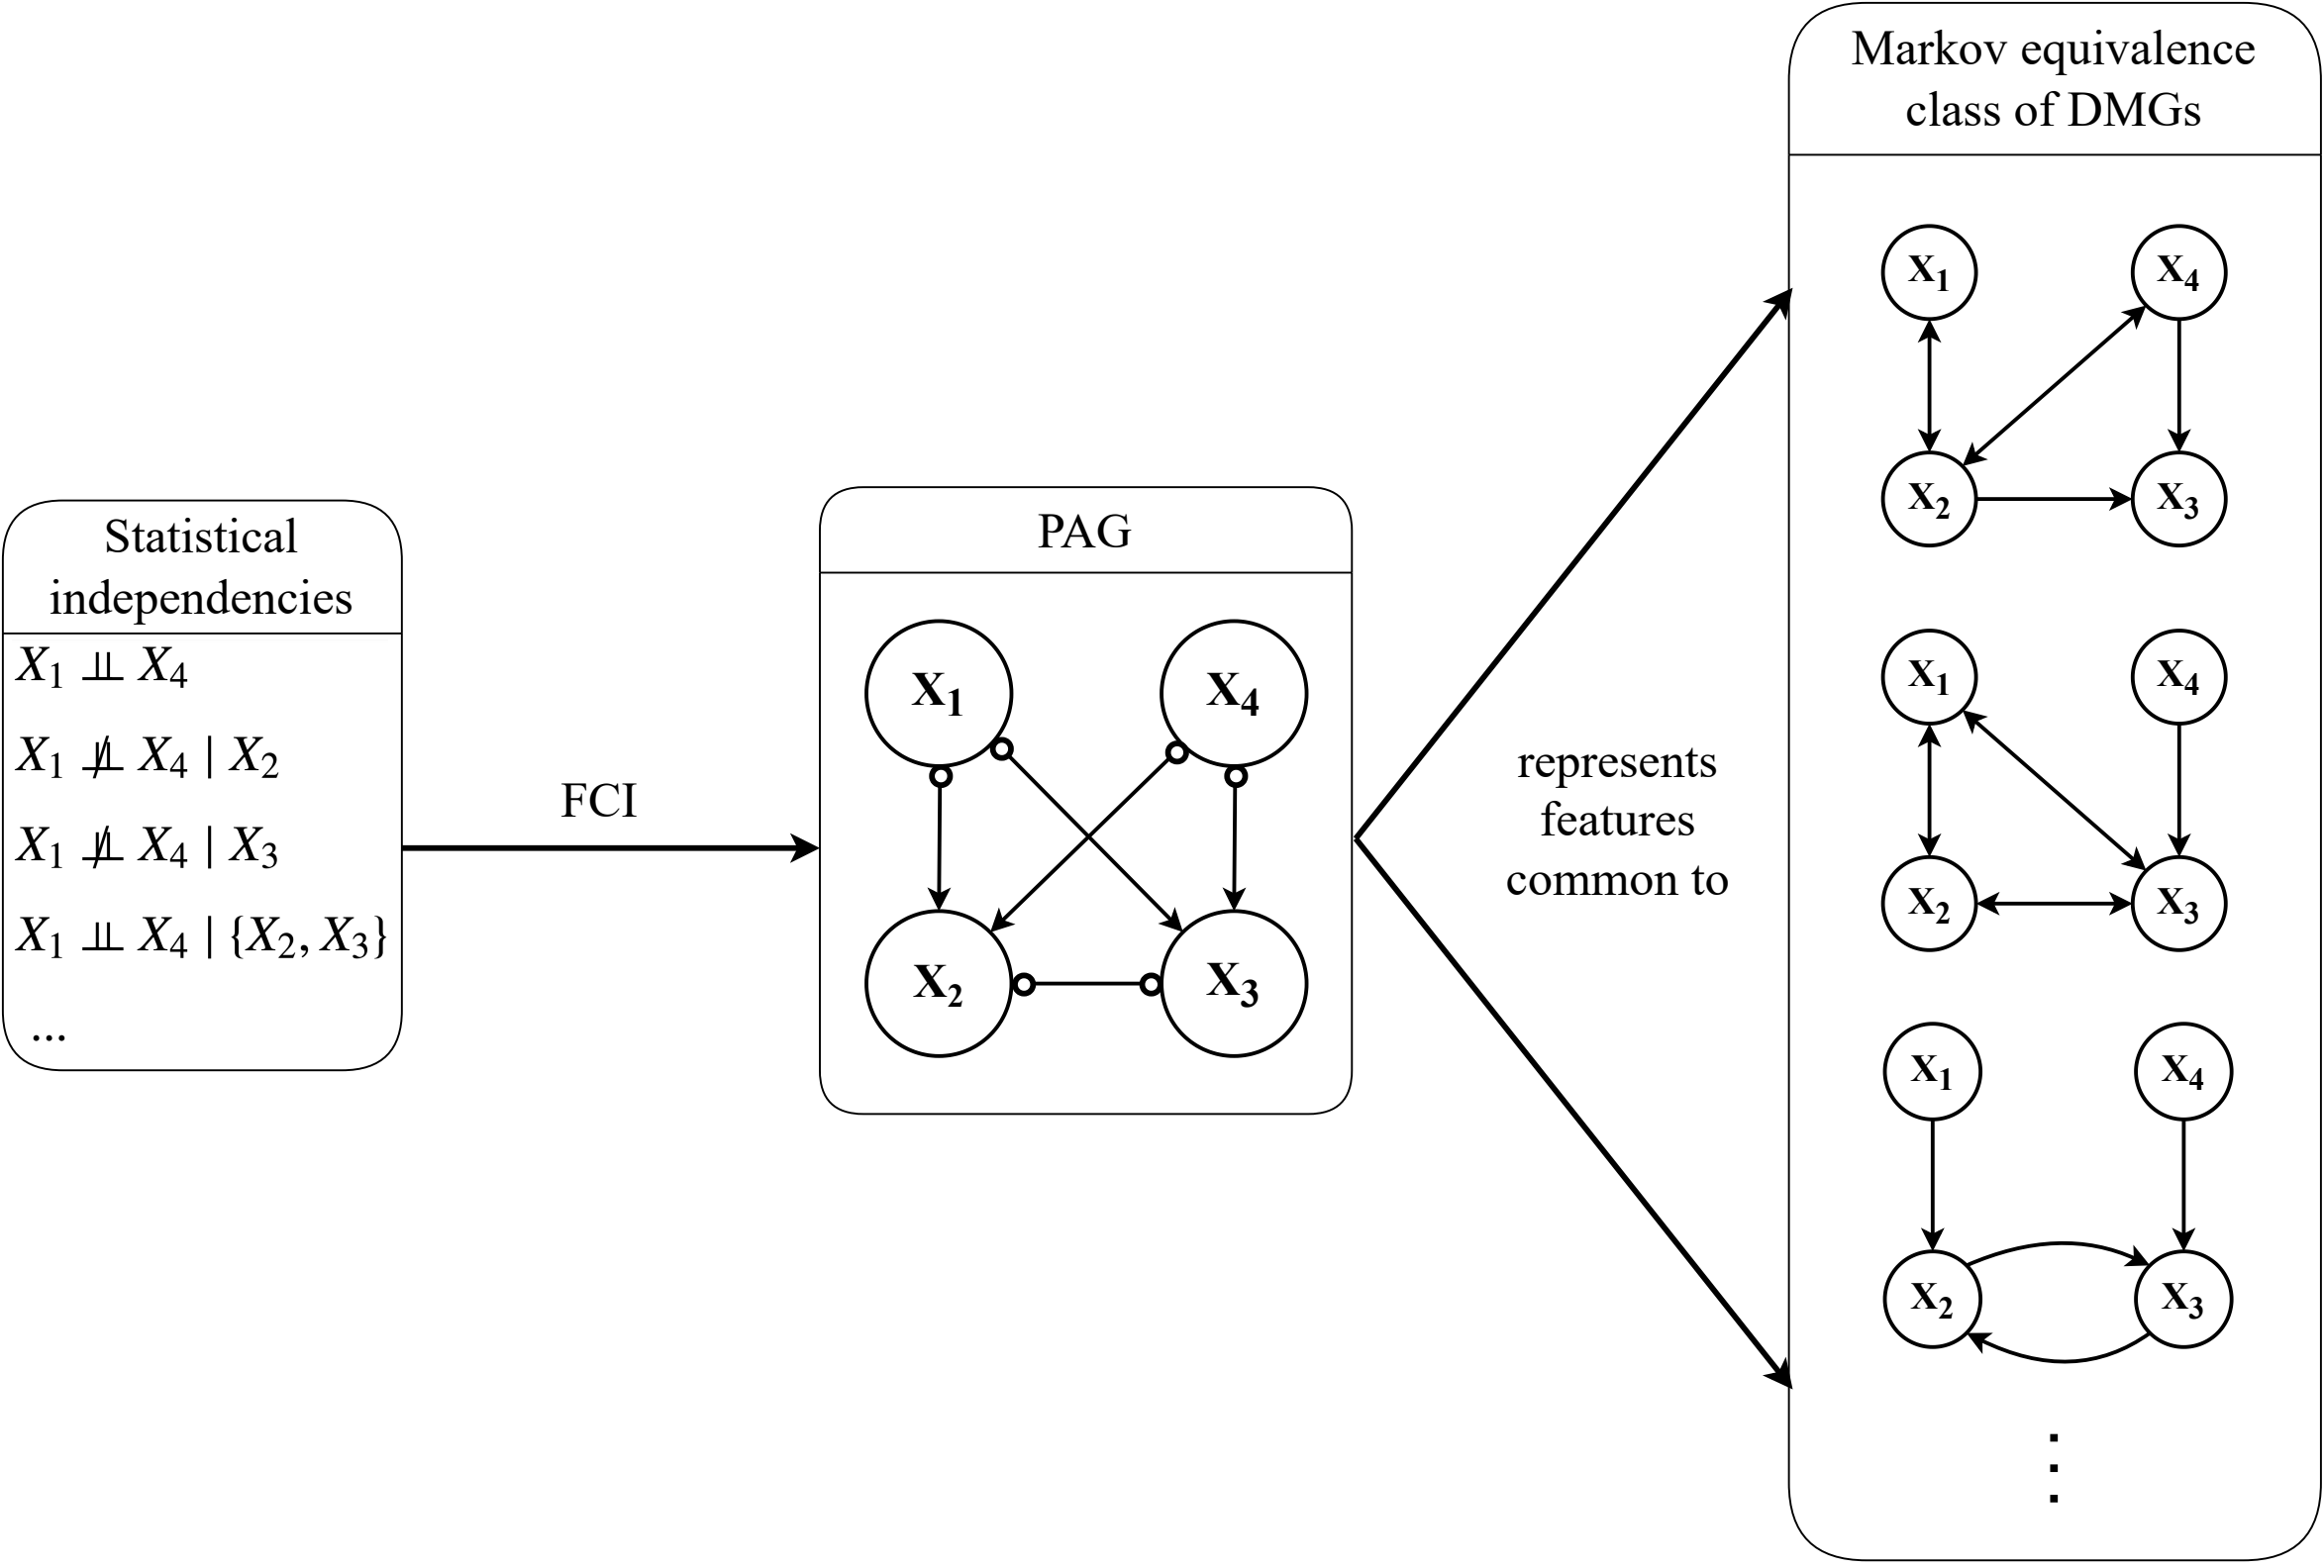 Statistical
independencies
X₁ ⫫ X₄
X₁ ⫫̸ X₄ | X₂
X₁ ⫫̸ X₄ | X₃
X₁ ⫫ X₄ | {X₂, X₃}
...
FCI
PAG
X₁
X₄
X₂
X₃
represents
features
common to
Markov equivalence
class of DMGs
X₁
X₄
X₂
X₃
X₁
X₄
X₂
X₃
X₁
X₄
X₂
X₃
⋮